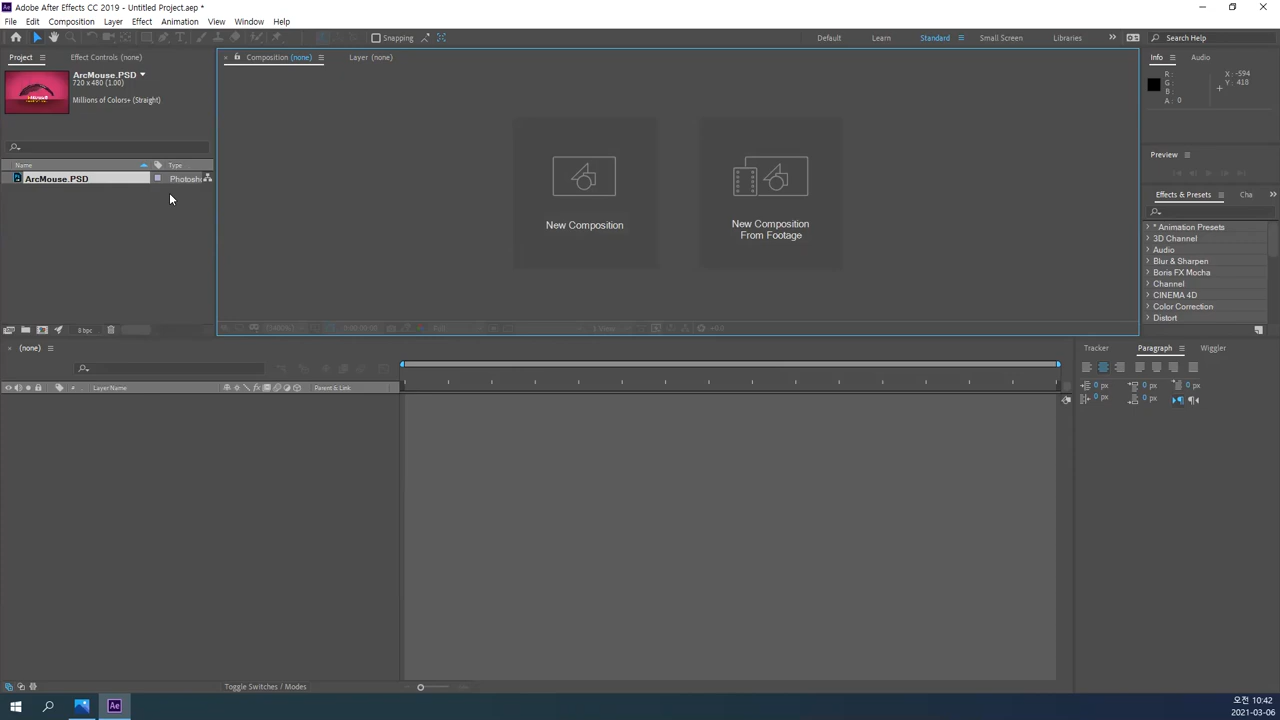 Adobe After Effects CC 2019 - Untitled Project.aep *
File Edit Composition Layer Effect Animation View Window Help
Snapping
Default Learn Standard Small Screen Libraries Search Help
Project Effect Controls (none)
Composition (none) Layer (none)
Info Audio
ArcMouse.PSD
720 x 480 (1.00)
Millions of Colors+ (Straight)
R :
G :
B :
A : 0
X : -594
Y : 418
Name Type
ArcMouse.PSD Photosh
New Composition
New Composition
From Footage
Preview
Effects & Presets Cha
* Animation Presets
3D Channel
Audio
Blur & Sharpen
Boris FX Mocha
Channel
CINEMA 4D
Color Correction
Distort
8 bpc
(none)
# Layer Name Parent & Link
Tracker Paragraph Wiggler
0 px 0 px 0 px
0 px 0 px
Toggle Switches / Modes
Ae
오전 10:42
2021-03-06